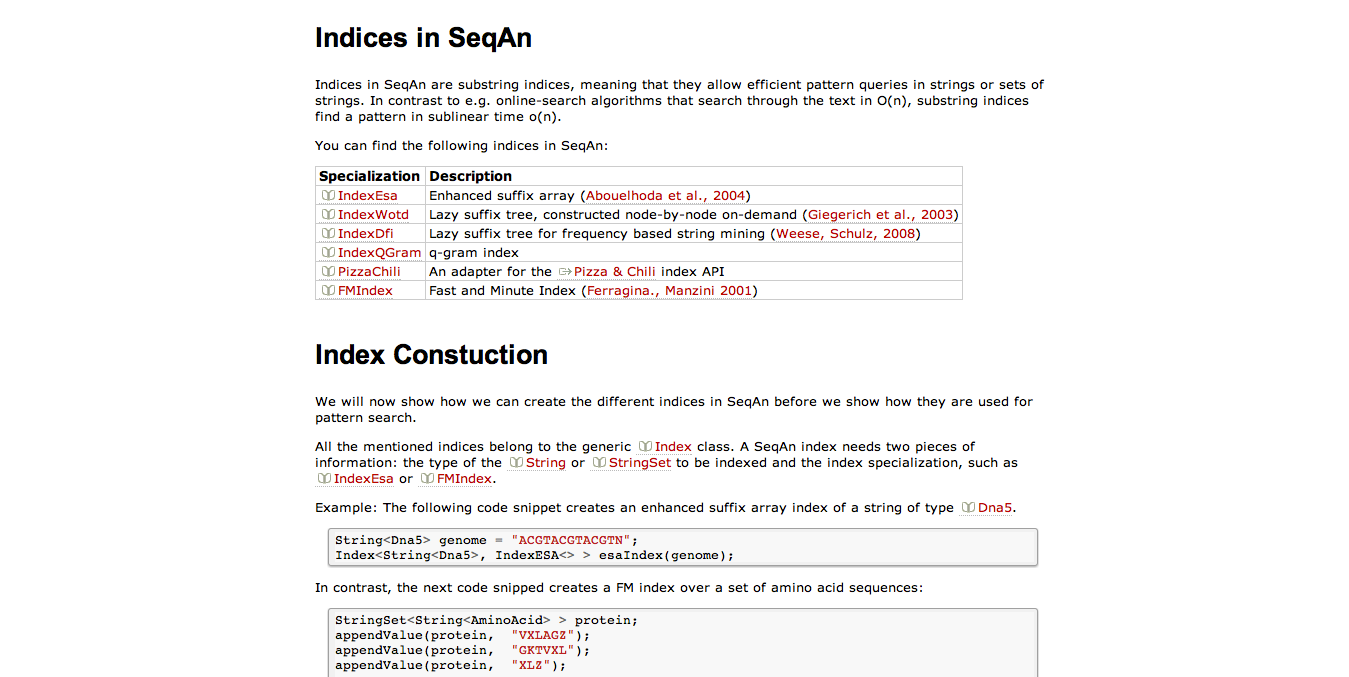 Indices in SeqAn
Indices in SeqAn are substring indices, meaning that they allow efficient pattern queries in strings or sets of
strings. In contrast to e.g. online-search algorithms that search through the text in O(n), substring indices
find a pattern in sublinear time o(n).
You can find the following indices in SeqAn:
Specialization Description
IndexEsa Enhanced suffix array (Abouelhoda et al., 2004)
IndexWotd Lazy suffix tree, constructed node-by-node on-demand (Giegerich et al., 2003)
IndexDfi Lazy suffix tree for frequency based string mining (Weese, Schulz, 2008)
IndexQGram q-gram index
PizzaChili An adapter for the Pizza & Chili index API
FMIndex Fast and Minute Index (Ferragina., Manzini 2001)
Index Constuction
We will now show how we can create the different indices in SeqAn before we show how they are used for
pattern search.
All the mentioned indices belong to the generic Index class. A SeqAn index needs two pieces of
information: the type of the String or StringSet to be indexed and the index specialization, such as
IndexEsa or FMIndex.
Example: The following code snippet creates an enhanced suffix array index of a string of type Dna5.
String<Dna5> genome = "ACGTACGTACGTN";
Index<String<Dna5>, IndexESA<> > esaIndex(genome);
In contrast, the next code snipped creates a FM index over a set of amino acid sequences:
StringSet<String<AminoAcid> > protein;
appendValue(protein, "VXLAGZ");
appendValue(protein, "GKTVXL");
appendValue(protein, "XLZ");